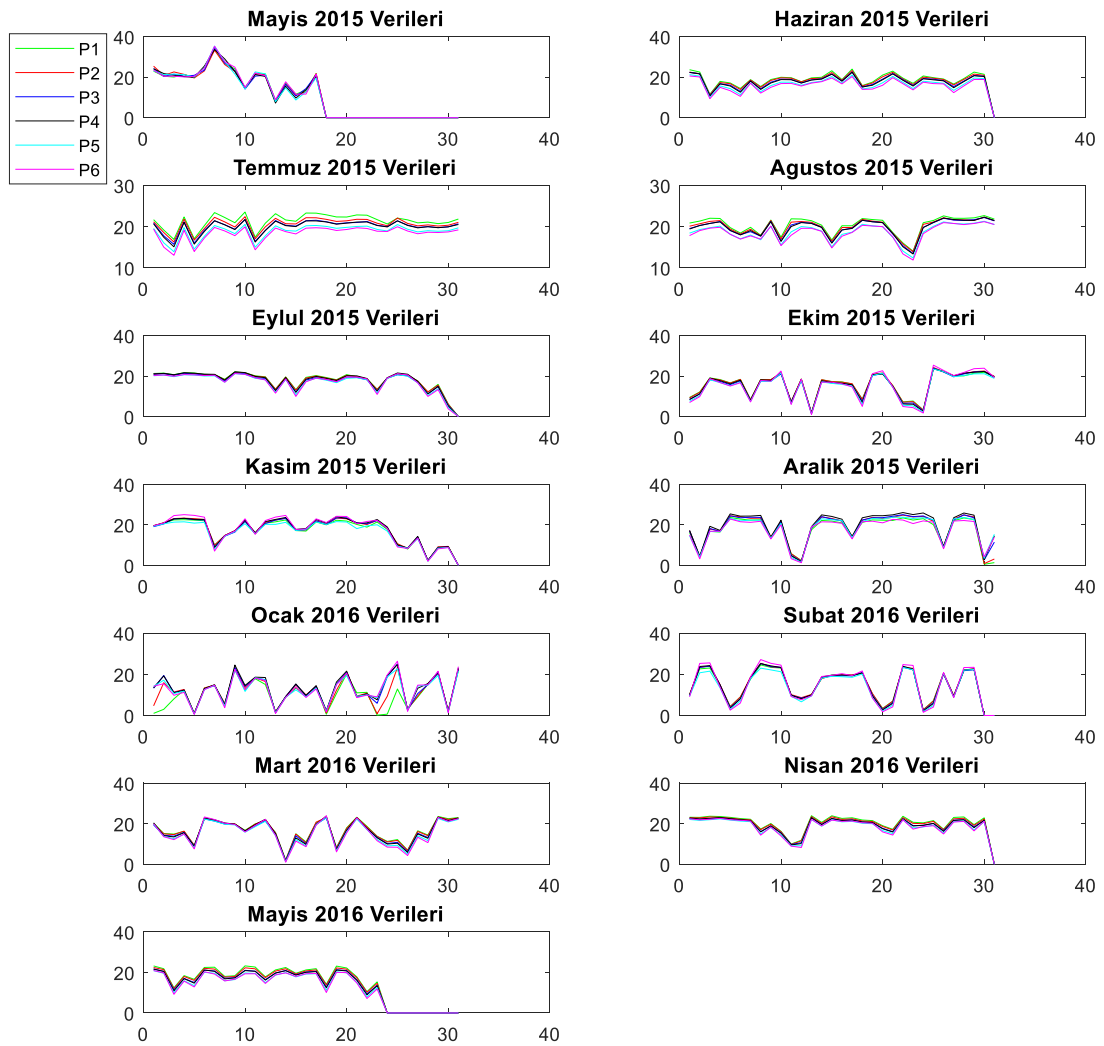 Mayis 2015 Verileri
Haziran 2015 Verileri
P1
P2
P3
P4
P5
P6
40
20
0
0 10 20 30 40
40
20
0
0 10 20 30 40
Temmuz 2015 Verileri
Agustos 2015 Verileri
30
20
10
0 10 20 30 40
30
20
10
0 10 20 30 40
Eylul 2015 Verileri
Ekim 2015 Verileri
40
20
0
0 10 20 30 40
40
20
0
0 10 20 30 40
Kasim 2015 Verileri
Aralik 2015 Verileri
40
20
0
0 10 20 30 40
40
20
0
0 10 20 30 40
Ocak 2016 Verileri
Subat 2016 Verileri
40
20
0
0 10 20 30 40
40
20
0
0 10 20 30 40
Mart 2016 Verileri
Nisan 2016 Verileri
40
20
0
0 10 20 30 40
40
20
0
0 10 20 30 40
Mayis 2016 Verileri
40
20
0
0 10 20 30 40